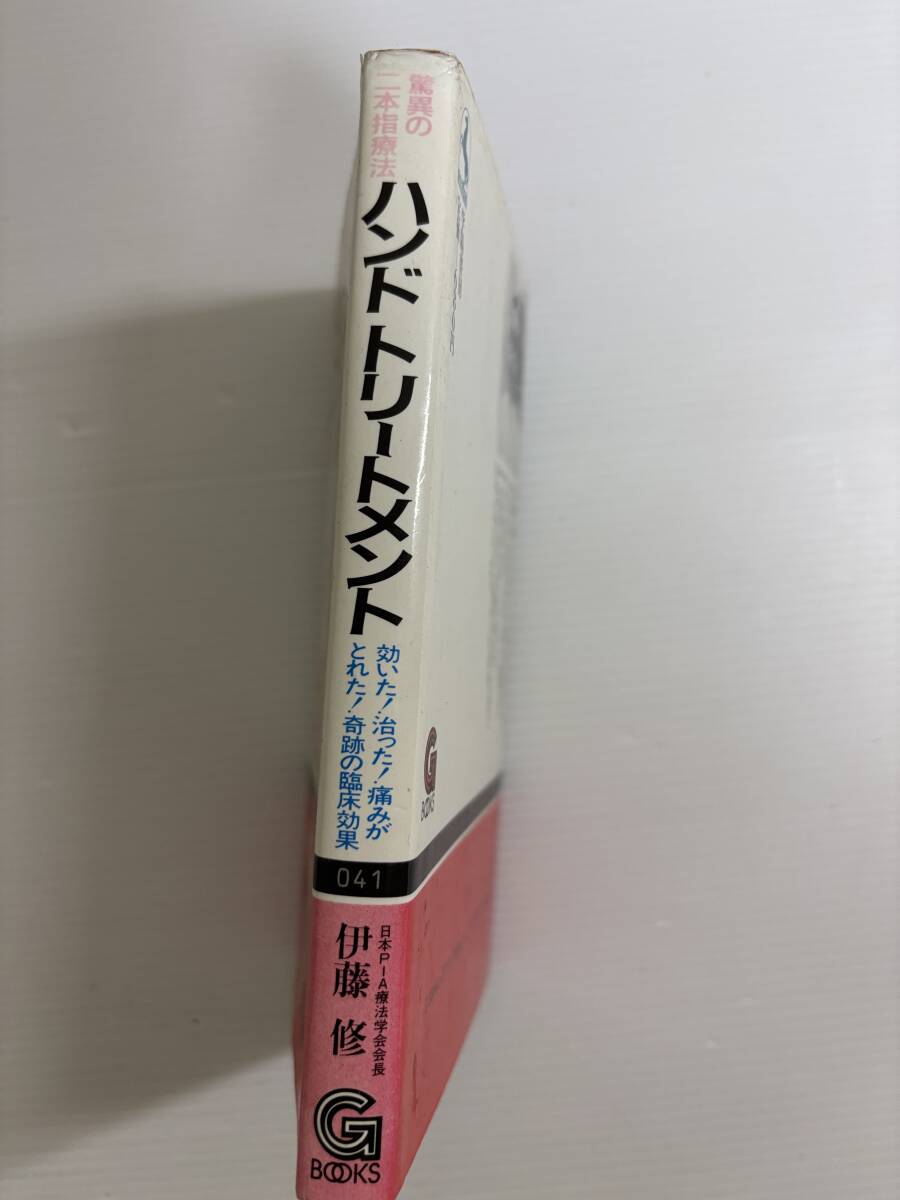 驚異の
二本指療法
ハンド トリートメント
効いた!治った!痛みが
とれた!奇跡の臨床効果
041
日本PIA療法学会会長
伊藤 修
G
BOOKS
G
BOOKS